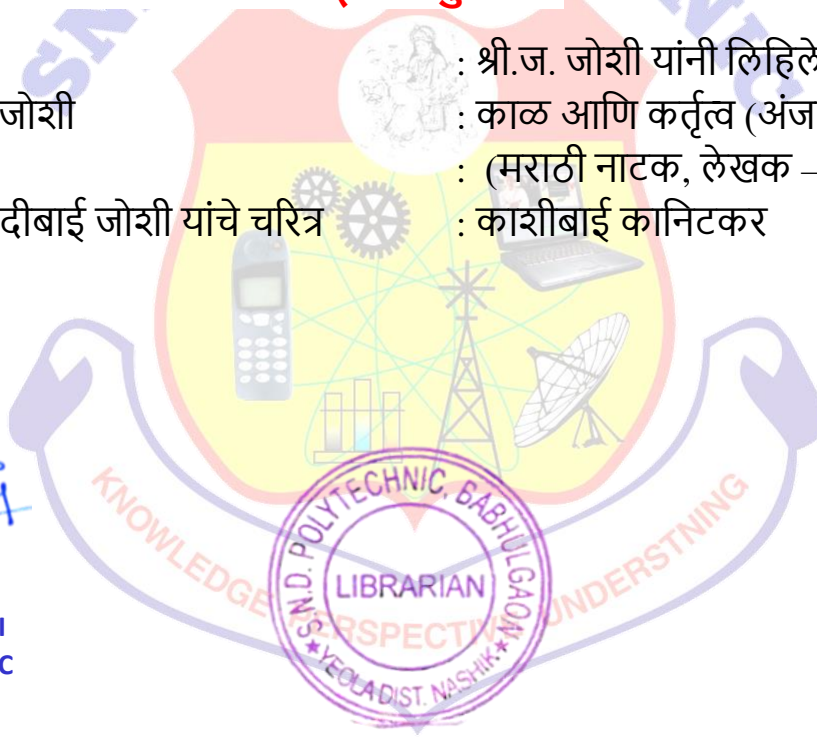 : श्री.ज. जोशी यांनी लिहिले
जोशी : काळ आणि कर्तृत्व (अंज
: (मराठी नाटक, लेखक –
दीबाई जोशी यांचे चरित्र : काशीबाई कानिटकर
KNOWLEDGE PERSPECTIVE UNDERSTNING
S.N.D. POLYTECHNIC, BABHULGAON
LIBRARIAN
★ YEOLA DIST. NASHIK ★
I
C